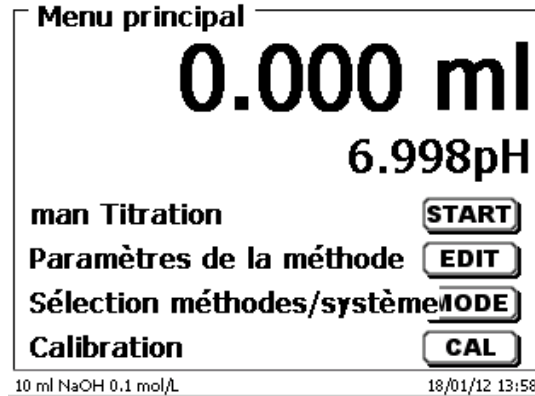 Menu principal
0.000 ml
6.998pH
man Titration START
Paramètres de la méthode EDIT
Sélection méthodes/système MODE
Calibration CAL
10 ml NaOH 0.1 mol/L 18/01/12 13:58